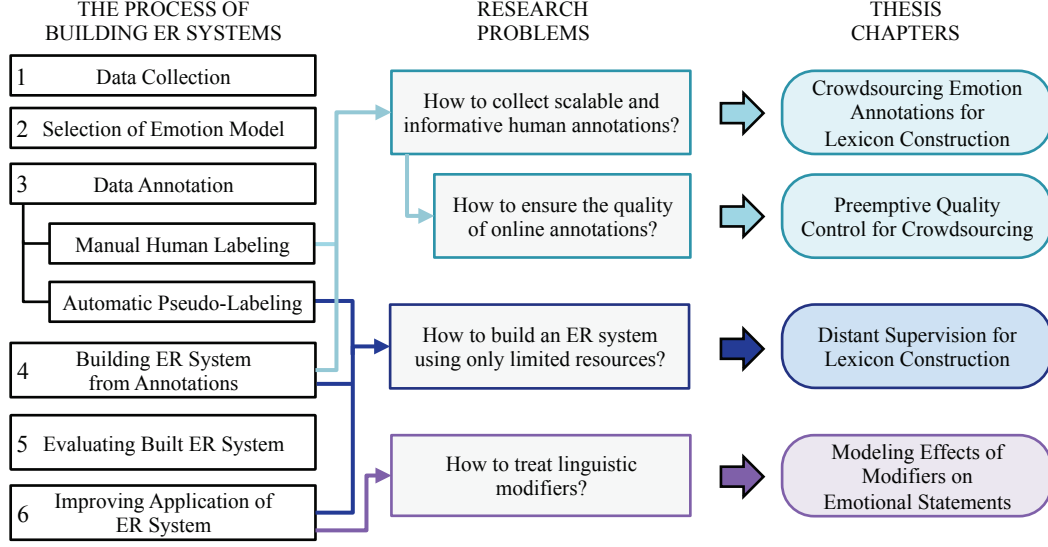 THE PROCESS OF
BUILDING ER SYSTEMS
1 Data Collection
2 Selection of Emotion Model
3 Data Annotation
Manual Human Labeling
Automatic Pseudo-Labeling
4 Building ER System
from Annotations
5 Evaluating Built ER System
6 Improving Application of
ER System
RESEARCH
PROBLEMS
How to collect scalable and
informative human annotations?
How to ensure the quality
of online annotations?
How to build an ER system
using only limited resources?
How to treat linguistic
modifiers?
THESIS
CHAPTERS
Crowdsourcing Emotion
Annotations for
Lexicon Construction
Preemptive Quality
Control for Crowdsourcing
Distant Supervision for
Lexicon Construction
Modeling Effects of
Modifiers on
Emotional Statements